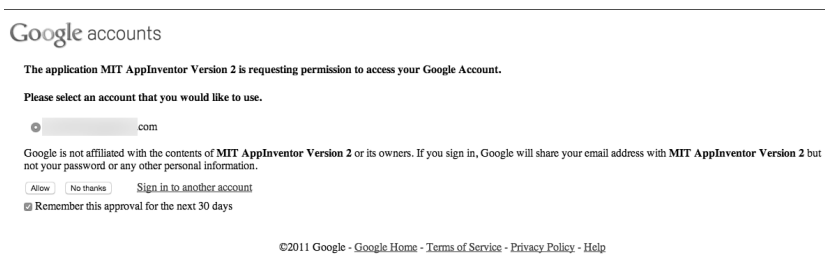 Google accounts
The application MIT AppInventor Version 2 is requesting permission to access your Google Account.
Please select an account that you would like to use.
.com
Google is not affiliated with the contents of MIT AppInventor Version 2 or its owners. If you sign in, Google will share your email address with MIT AppInventor Version 2 but
not your password or any other personal information.
Allow No thanks Sign in to another account
Remember this approval for the next 30 days
©2011 Google - Google Home - Terms of Service - Privacy Policy - Help